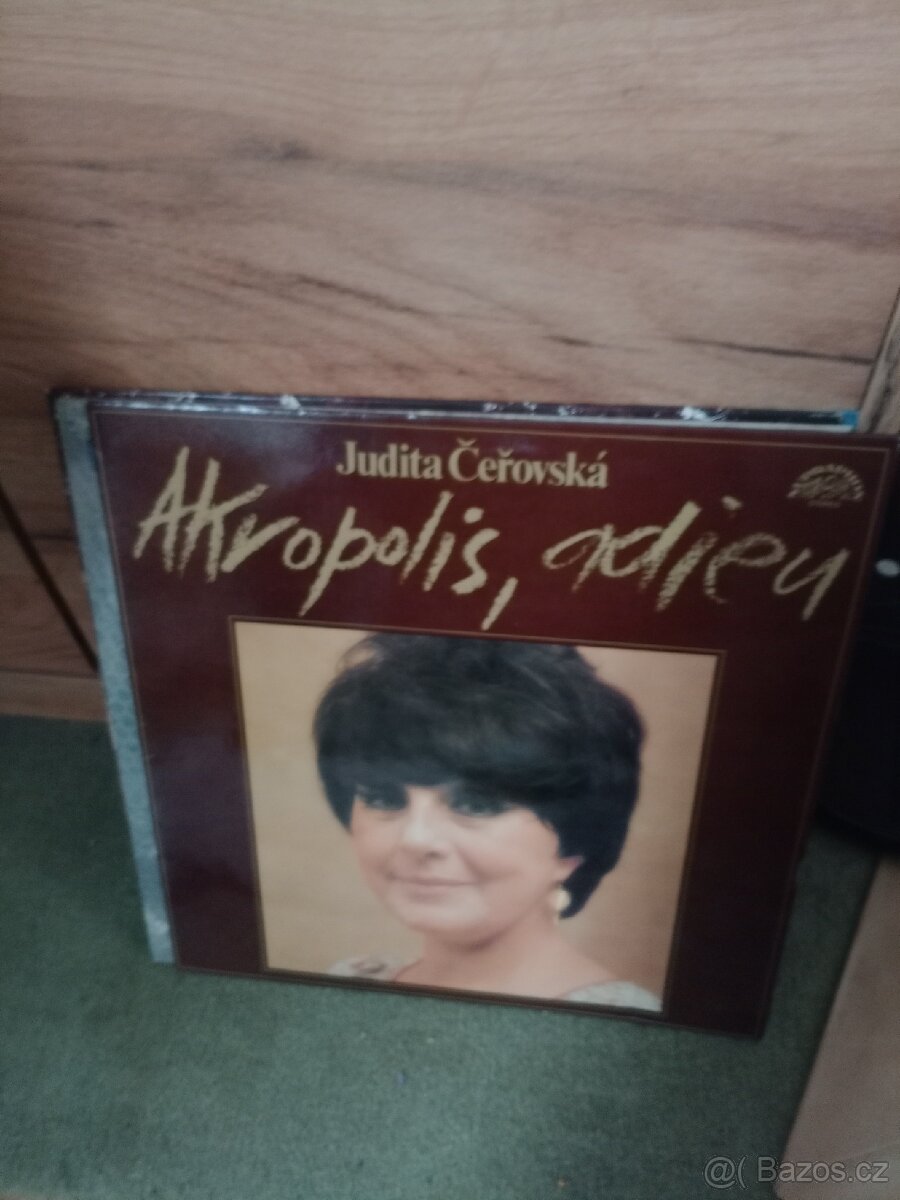 Judita Čeřovská
Akropolis, adieu
@( Bazos.cz